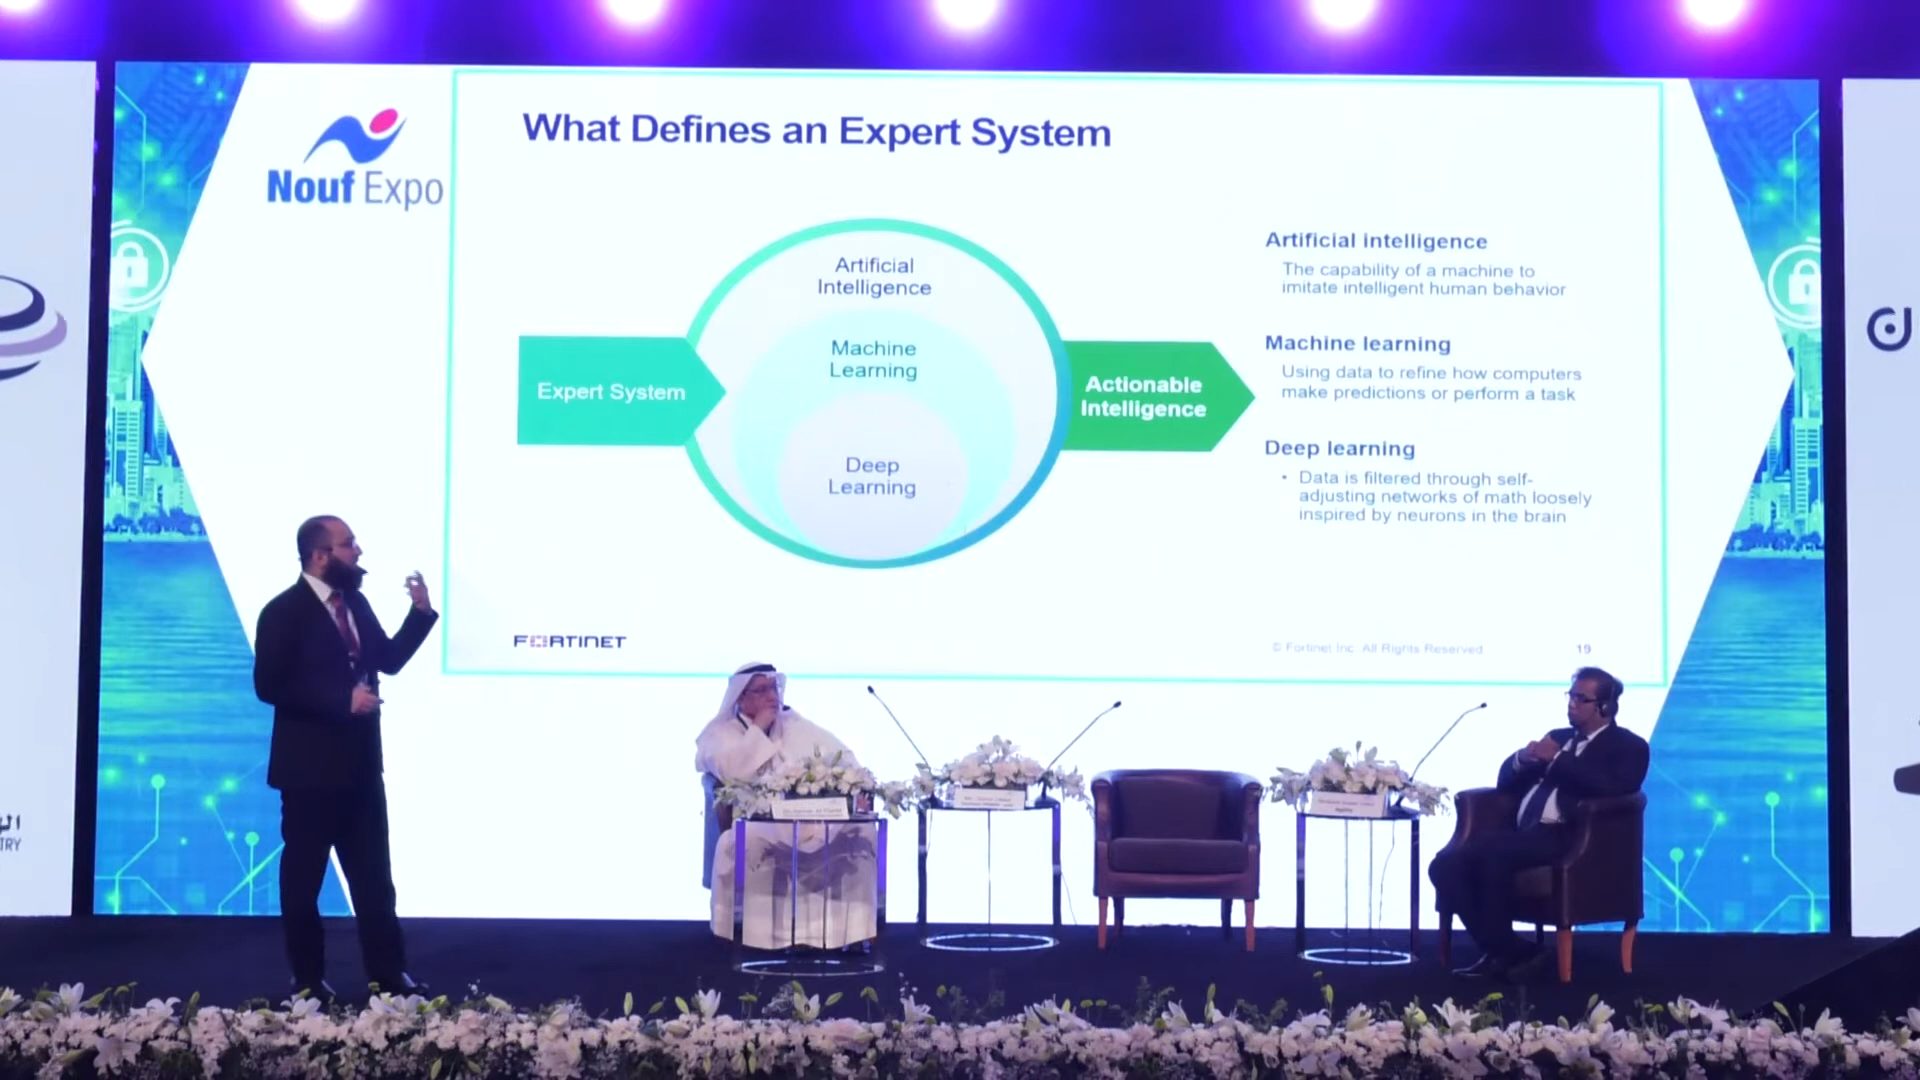 What Defines an Expert System
Nouf Expo
Artificial
Intelligence
Machine
Learning
Deep
Learning
Expert System
Actionable
Intelligence
Artificial intelligence
The capability of a machine to
imitate intelligent human behavior
Machine learning
Using data to refine how computers
make predictions or perform a task
Deep learning
• Data is filtered through self-
adjusting networks of math loosely
inspired by neurons in the brain
FORTINET
© Fortinet Inc. All Rights Reserved
19
TRY